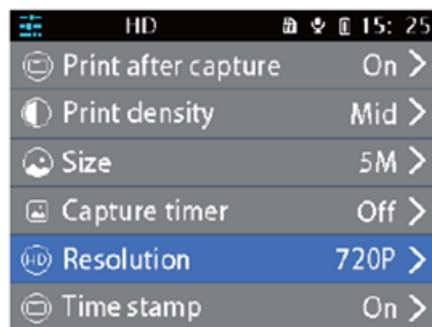 HD 15: 25
Print after capture On
Print density Mid
Size 5M
Capture timer Off
HD Resolution 720P
Time stamp On